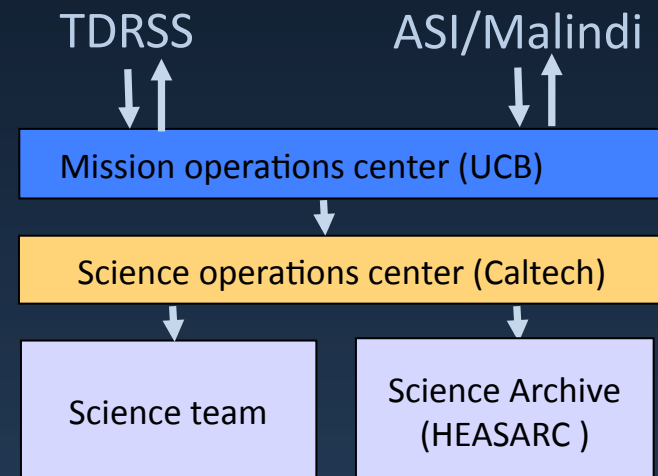 TDRSS
ASI/Malindi
Mission operations center (UCB)
Science operations center (Caltech)
Science team
Science Archive
(HEASARC )